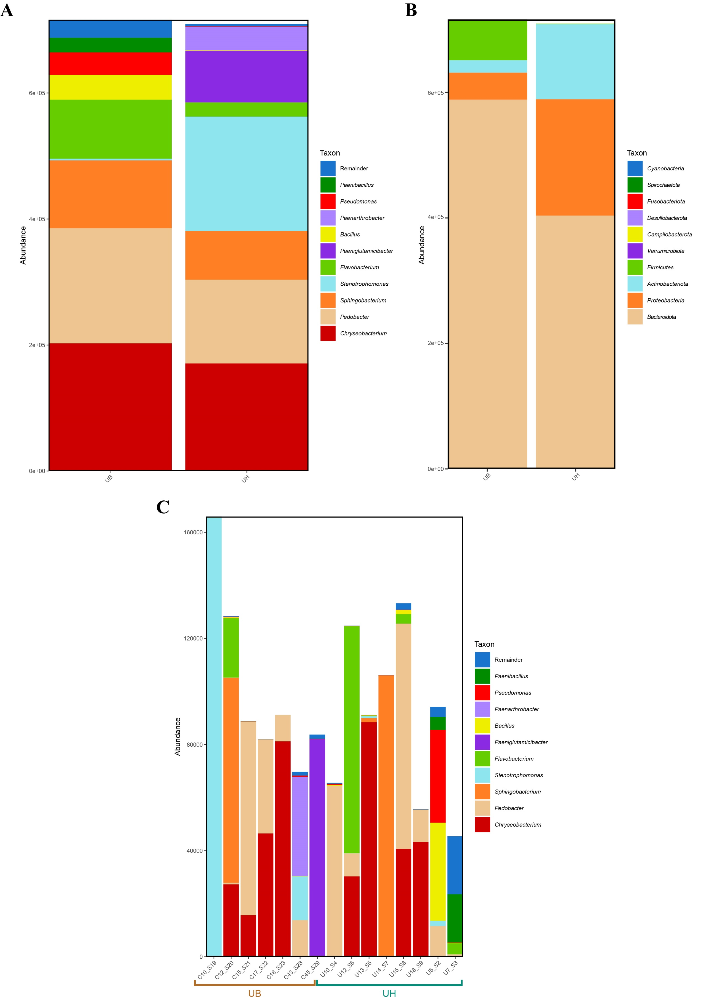 A
B
6e+05
4e+05
2e+05
0e+00
Abundance
UB
UH
Taxon
Remainder
Paenibacillus
Pseudomonas
Paenarthrobacter
Bacillus
Paeniglutamicibacter
Flavobacterium
Stenotrophomonas
Sphingobacterium
Pedobacter
Chryseobacterium
6e+05
4e+05
2e+05
0e+00
Abundance
UB
UH
Taxon
Cyanobacteria
Spirochaetota
Fusobacteriota
Desulfobacterota
Campilobacterota
Verrumicrobiota
Firmicutes
Actinobacteriota
Proteobacteria
Bacteroidota
C
160000
120000
80000
40000
0
Abundance
C10_S19
C12_S20
C15_S21
C17_S22
C18_S23
C43_S28
C45_S29
U10_S4
U12_S6
U13_S5
U14_S7
U15_S8
U18_S9
U5_S2
U7_S3
UB
UH
Taxon
Remainder
Paenibacillus
Pseudomonas
Paenarthrobacter
Bacillus
Paeniglutamicibacter
Flavobacterium
Stenotrophomonas
Sphingobacterium
Pedobacter
Chryseobacterium